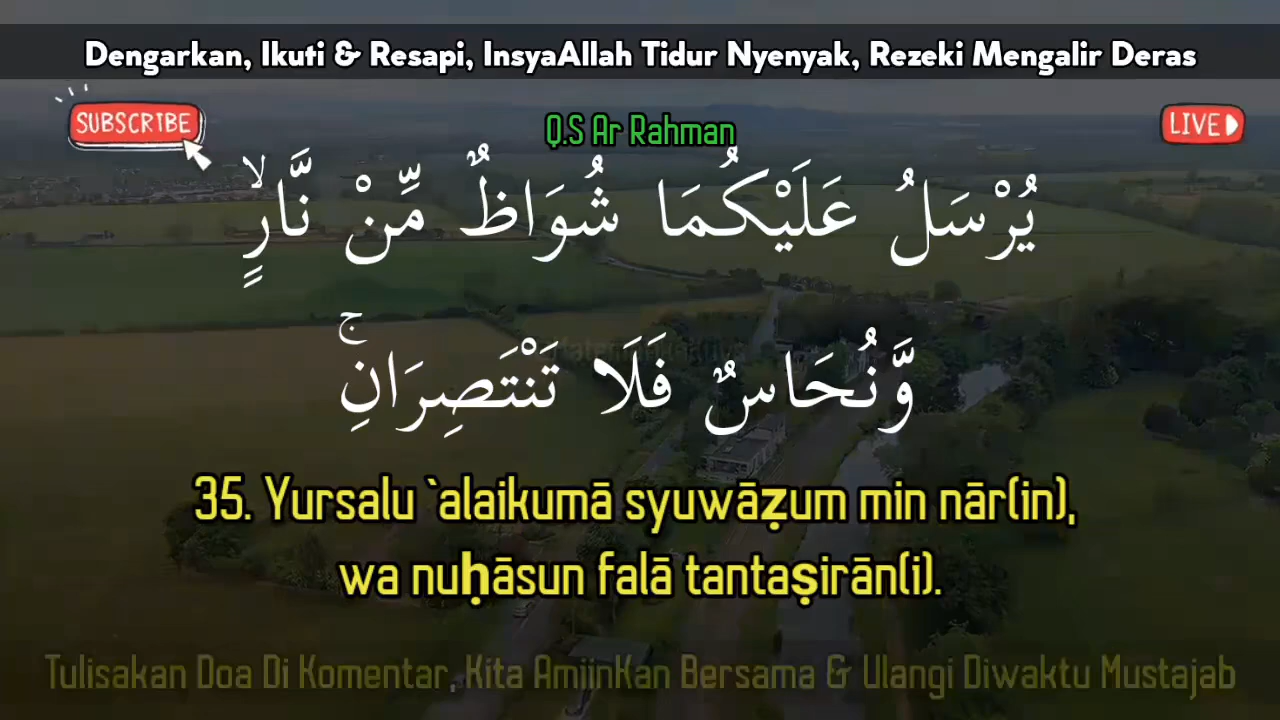 Dengarkan, Ikuti & Resapi, InsyaAllah Tidur Nyenyak, Rezeki Mengalir Deras
SUBSCRIBE
LIVE
Q.S Ar Rahman
يُرْسَلُ عَلَيْكُمَا شُوَاظٌ مِّنْ نَّارٍۙ
وَّنُحَاسٌ فَلَا تَنْتَصِرَانِۚ
35. Yursalu `alaikumā syuwāẓum min nār(in),
wa nuḥāsun falā tantaṣirān(i).
Tulisakan Doa Di Komentar, Kita AmiinKan Bersama & Ulangi Diwaktu Mustajab